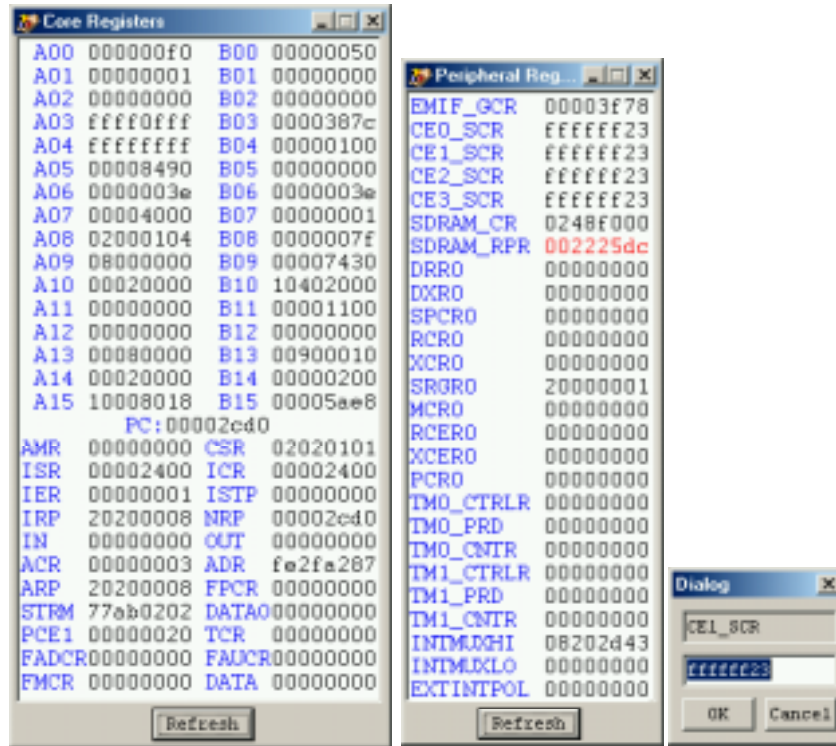 Core Registers
A00 000000f0 B00 00000050
A01 00000001 B01 00000000
A02 00000000 B02 00000000
A03 ffff0fff B03 0000387c
A04 ffffffff B04 00000100
A05 00008490 B05 00000000
A06 0000003e B06 0000003e
A07 00004000 B07 00000001
A08 02000104 B08 0000007f
A09 08000000 B09 00007430
A10 00020000 B10 10402000
A11 00000000 B11 00001100
A12 00000000 B12 00000000
A13 00080000 B13 00900010
A14 00020000 B14 00000200
A15 10008018 B15 00005ae8
PC:00002cd0
AMR 00000000 CSR 02020101
ISR 00002400 ICR 00002400
IER 00000001 ISTP 00000000
IRP 20200008 NRP 00002cd0
IN 00000000 OUT 00000000
ACR 00000003 ADR fe2fa287
ARP 20200008 FPCR 00000000
STRM 77ab0202 DATA0 00000000
PCE1 00000020 TCR 00000000
FADCR00000000 FAUCR00000000
FMCR 00000000 DATA 00000000
Refresh
Peripheral Reg...
EMIF_GCR 00003f78
CE0_SCR ffffff23
CE1_SCR ffffff23
CE2_SCR ffffff23
CE3_SCR ffffff23
SDRAM_CR 0248f000
SDRAM_RPR 002225dc
DRR0 00000000
DXR0 00000000
SPCR0 00000000
RCR0 00000000
XCR0 00000000
SRGR0 20000001
MCR0 00000000
RCER0 00000000
XCER0 00000000
PCR0 00000000
TM0_CTRLR 00000000
TM0_PRD 00000000
TM0_CNTR 00000000
TM1_CTRLR 00000000
TM1_PRD 00000000
TM1_CNTR 00000000
INTMUXHI 08202d43
INTMUXLO 00000000
EXTINTPOL 00000000
Refresh
Dialog
CE1_SCR
ffffff23
OK Cancel